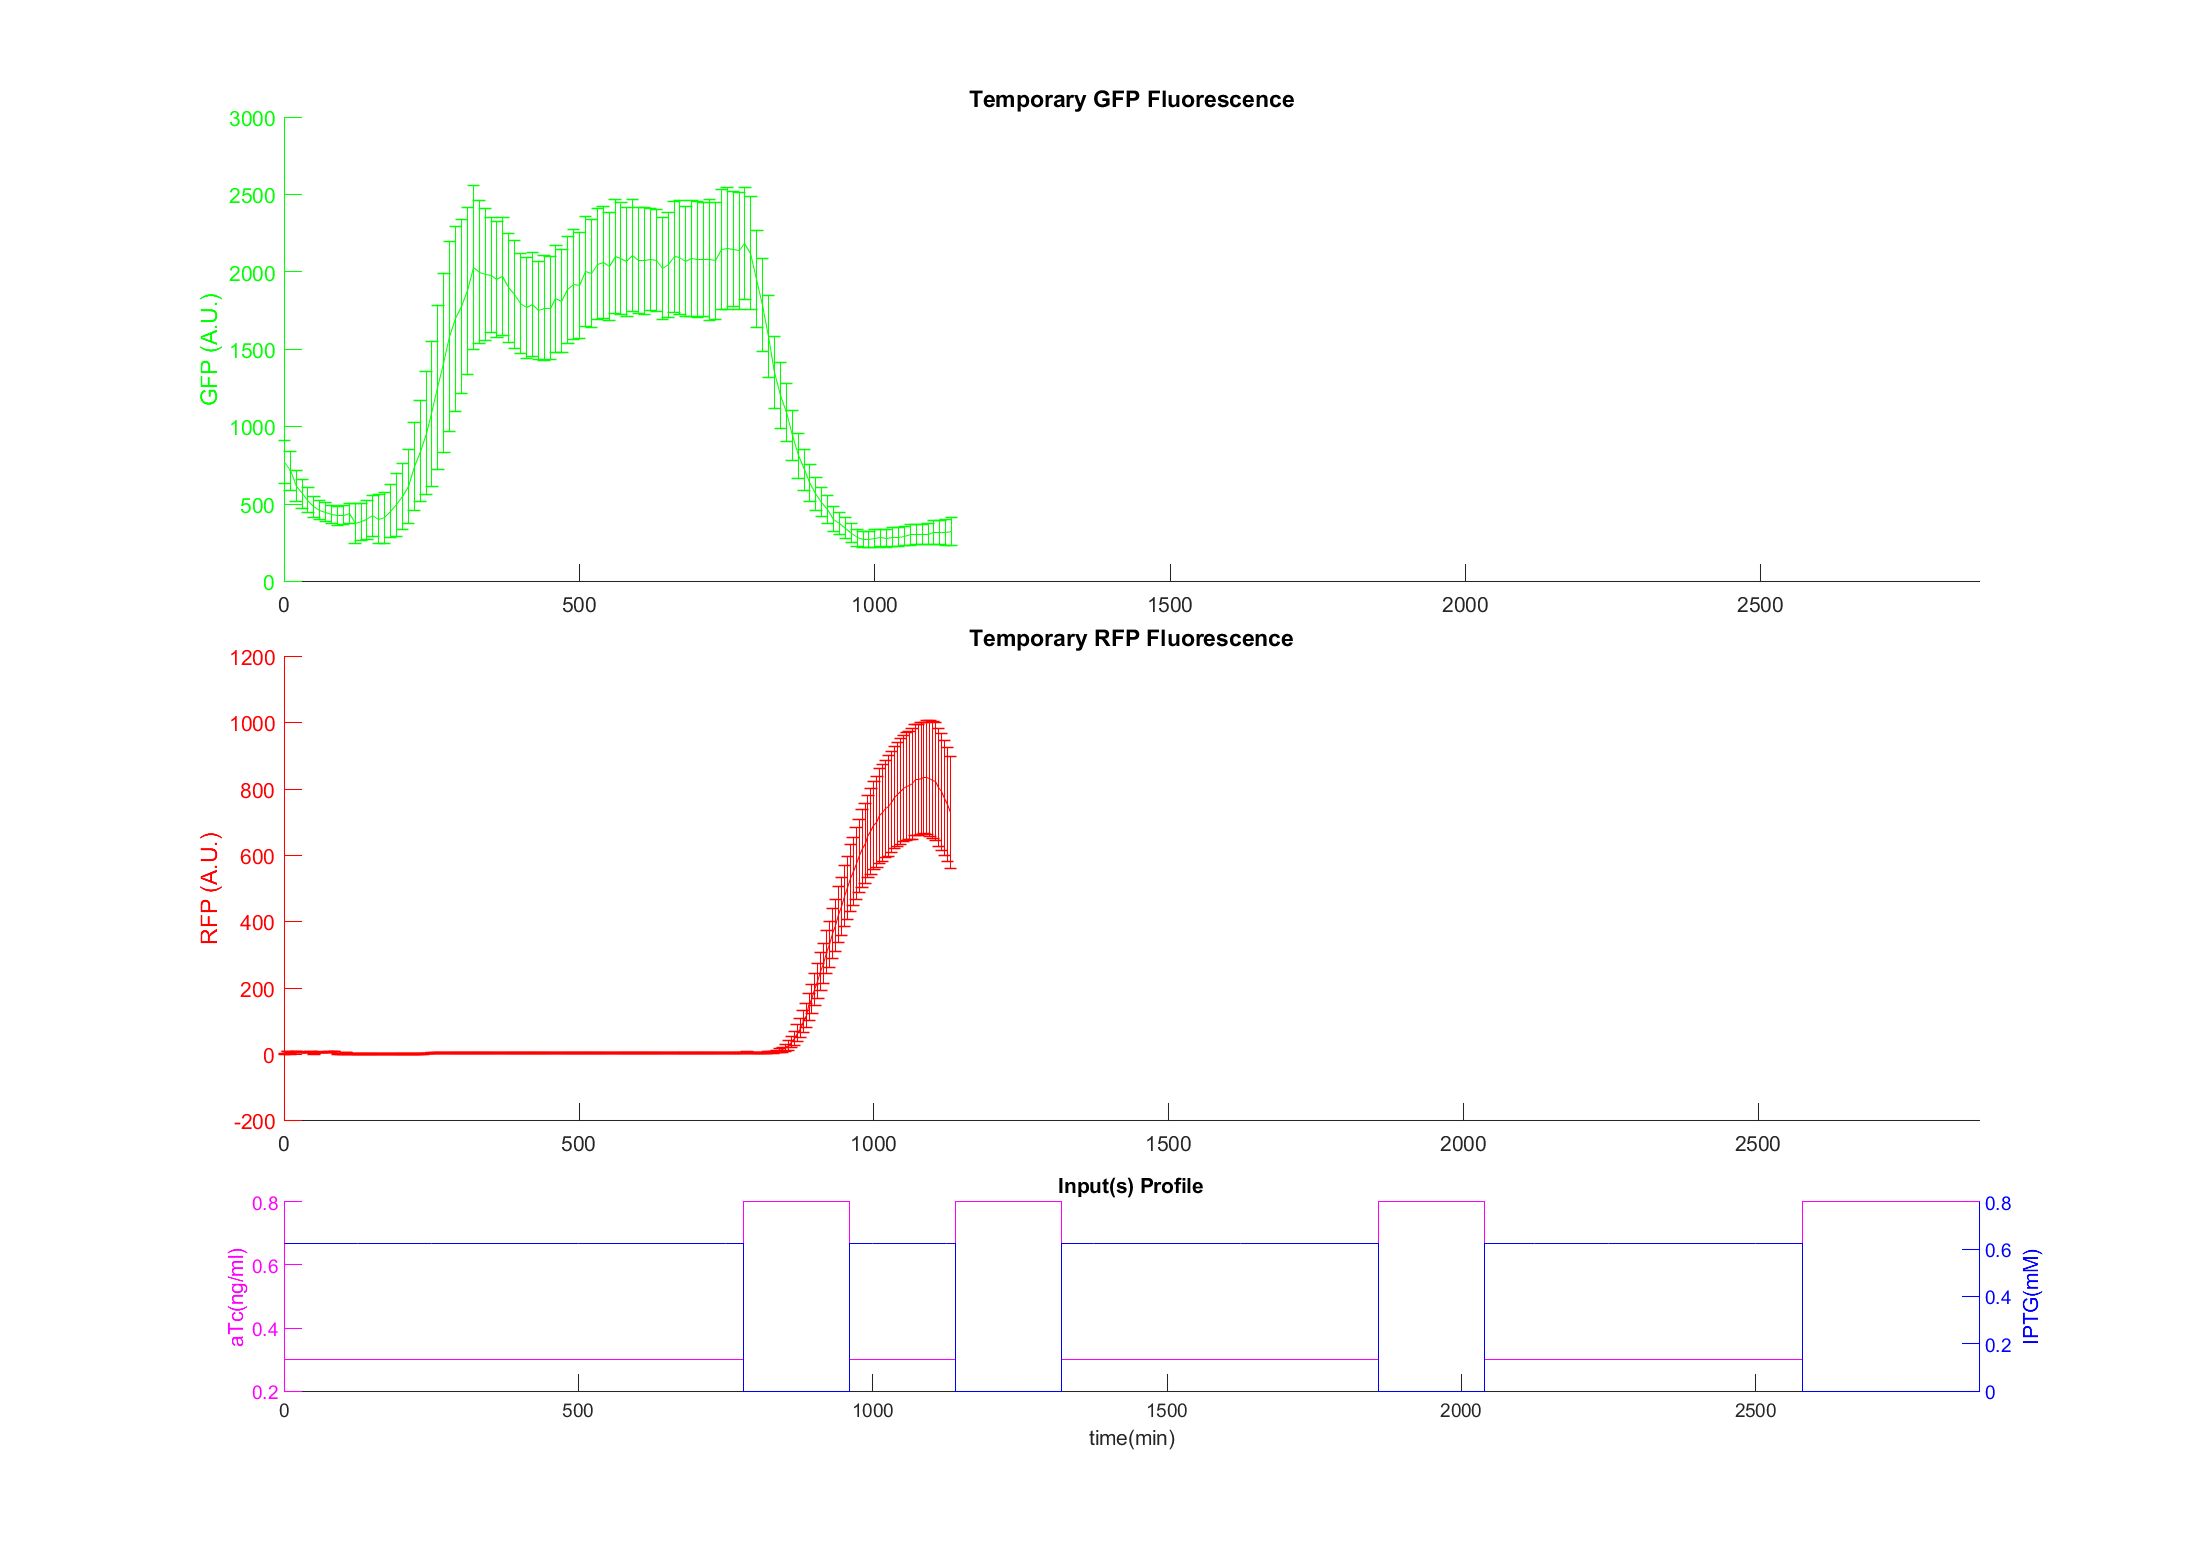 Temporary GFP Fluorescence
3000
2500
2000
1500
1000
500
0
GFP (A.U.)
0 500 1000 1500 2000 2500
Temporary RFP Fluorescence
1200
1000
800
600
400
200
0
-200
RFP (A.U.)
0 500 1000 1500 2000 2500
Input(s) Profile
0.8
0.6
0.4
0.2
aTc(ng/ml)
0.8
0.6
0.4
0.2
0
IPTG(mM)
0 500 1000 1500 2000 2500
time(min)